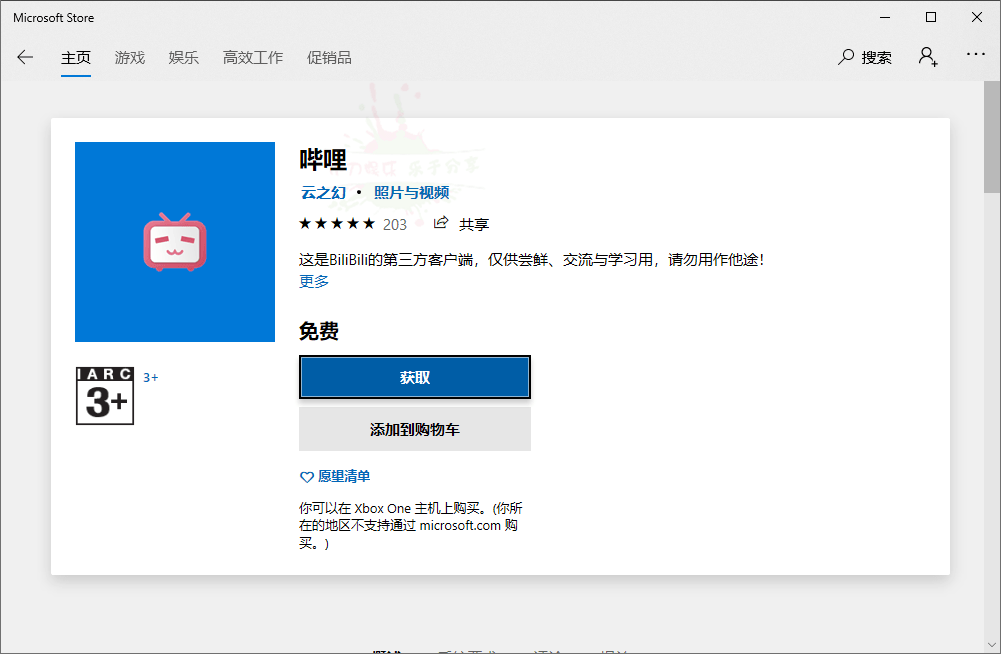 Microsoft Store
主页 游戏 娱乐 高效工作 促销品 搜索
哔哩
云之幻 • 照片与视频
★★★★★ 203 共享
这是BiliBili的第三方客户端，仅供尝鲜、交流与学习用，请勿用作他途！
更多
免费
IARC
3+
3+
获取
添加到购物车
愿望清单
你可以在 Xbox One 主机上购买。(你所
在的地区不支持通过 microsoft.com 购
买。)